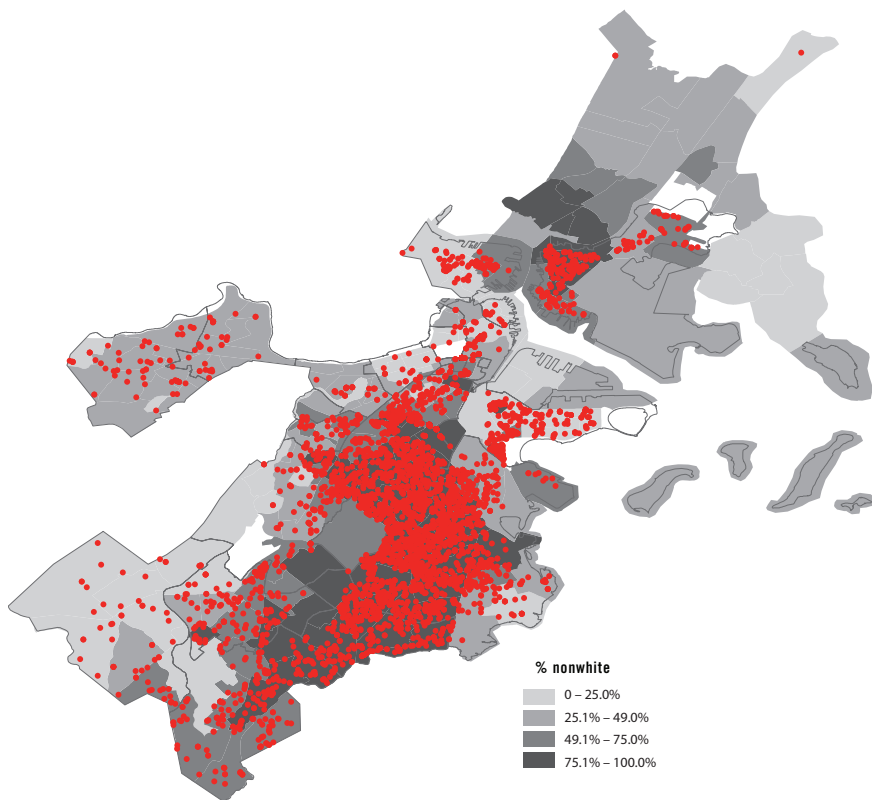 % nonwhite
0 – 25.0%
25.1% – 49.0%
49.1% – 75.0%
75.1% – 100.0%